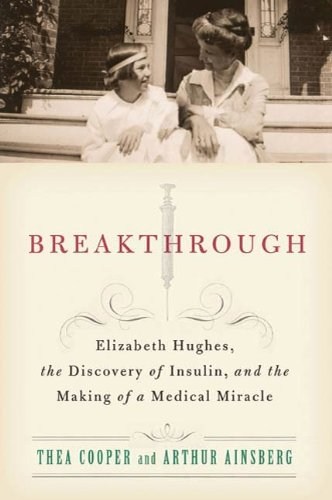 BREAKTHROUGH
Elizabeth Hughes,
the Discovery of Insulin, and the
Making of a Medical Miracle
THEA COOPER and ARTHUR AINSBERG